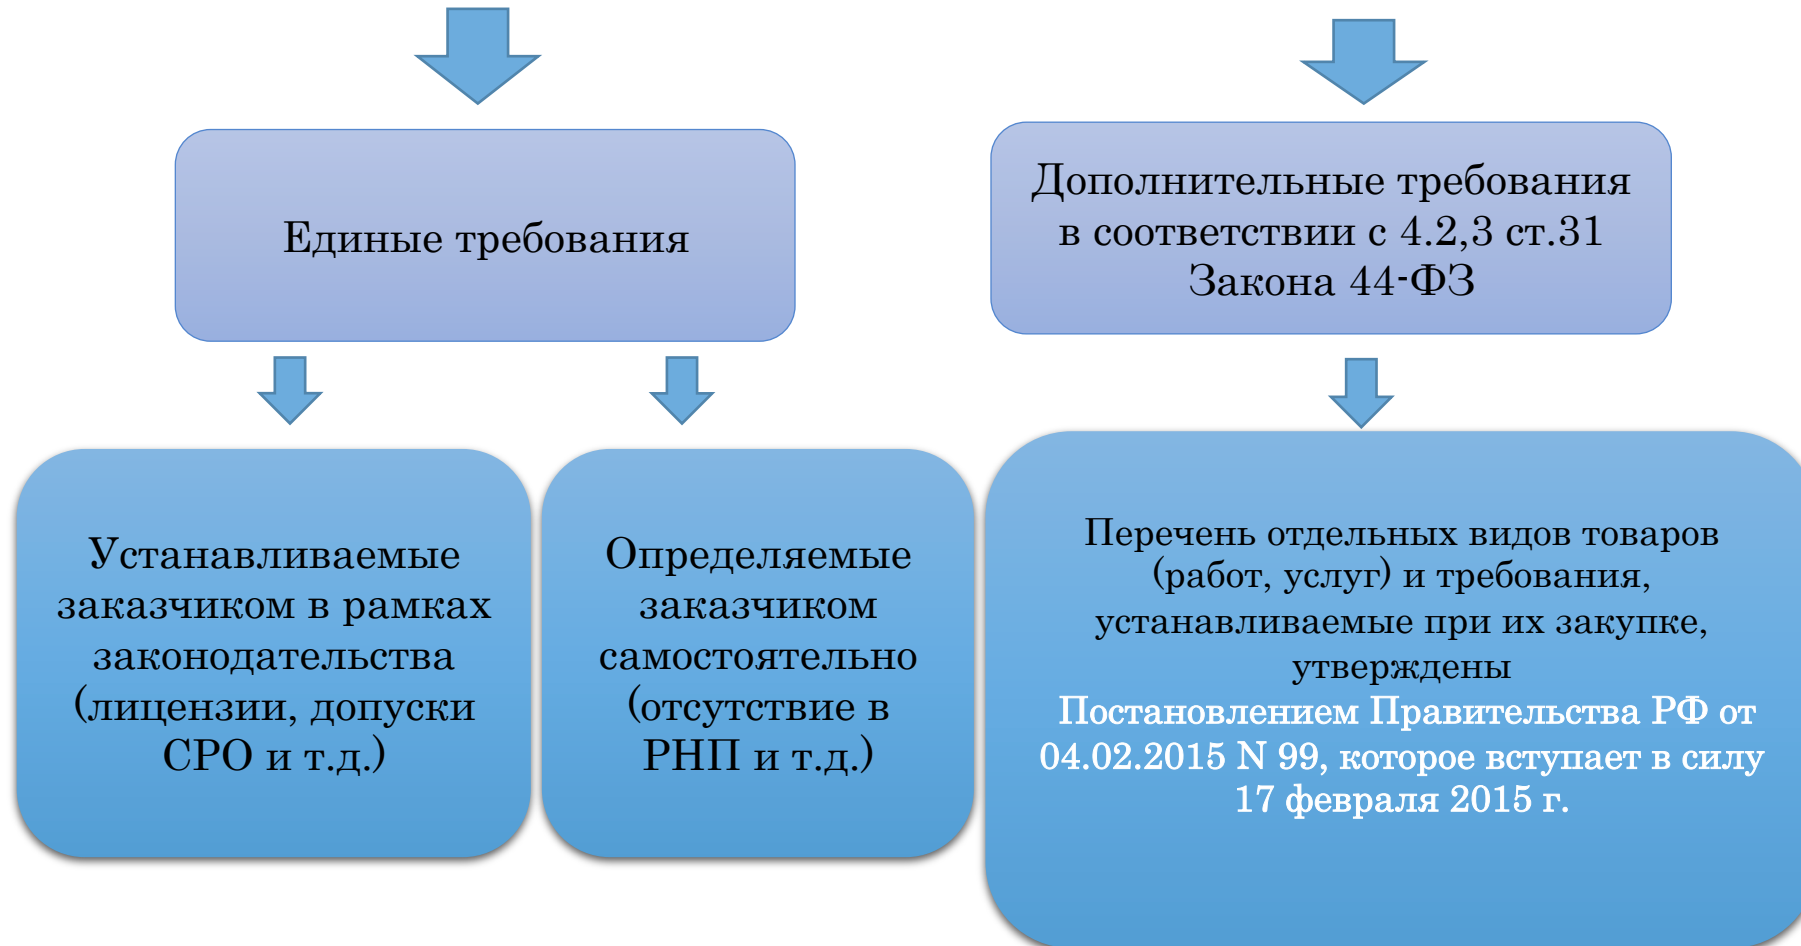 Единые требования
Дополнительные требования
в соответствии с 4.2,3 ст.31
Закона 44-ФЗ
Устанавливаемые
заказчиком в рамках
законодательства
(лицензии, допуски
СРО и т.д.)
Определяемые
заказчиком
самостоятельно
(отсутствие в
РНП и т.д.)
Перечень отдельных видов товаров
(работ, услуг) и требования,
устанавливаемые при их закупке,
утверждены
Постановлением Правительства РФ от
04.02.2015 N 99, которое вступает в силу
17 февраля 2015 г.